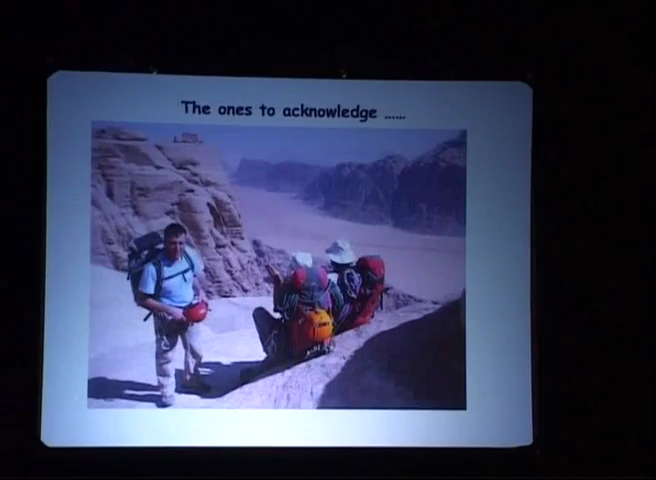 The ones to acknowledge ......